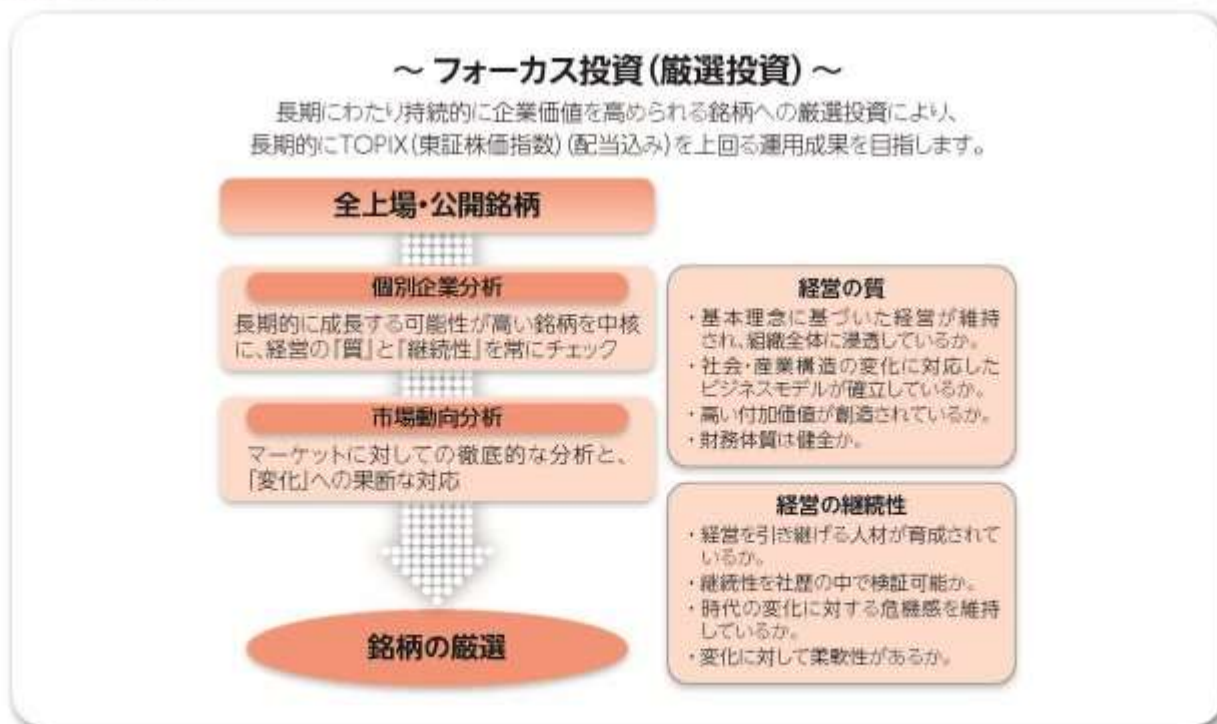 ～ フォーカス投資(厳選投資) ～
長期にわたり持続的に企業価値を高められる銘柄への厳選投資により、
長期的にTOPIX(東証株価指数)(配当込み)を上回る運用成果を目指します。
全上場・公開銘柄
個別企業分析
長期的に成長する可能性が高い銘柄を中核
に、経営の『質』と『継続性』を常にチェック
市場動向分析
マーケットに対しての徹底的な分析と、
『変化』への果断な対応
銘柄の厳選
経営の質
・基本理念に基づいた経営が維持
され、組織全体に浸透しているか。
・社会・産業構造の変化に対応した
ビジネスモデルが確立しているか。
・高い付加価値が創造されているか。
・財務体質は健全か。
経営の継続性
・経営を引き継げる人材が育成されて
いるか。
・継続性を社歴の中で検証可能か。
・時代の変化に対する危機感を維持
しているか。
・変化に対して柔軟性があるか。